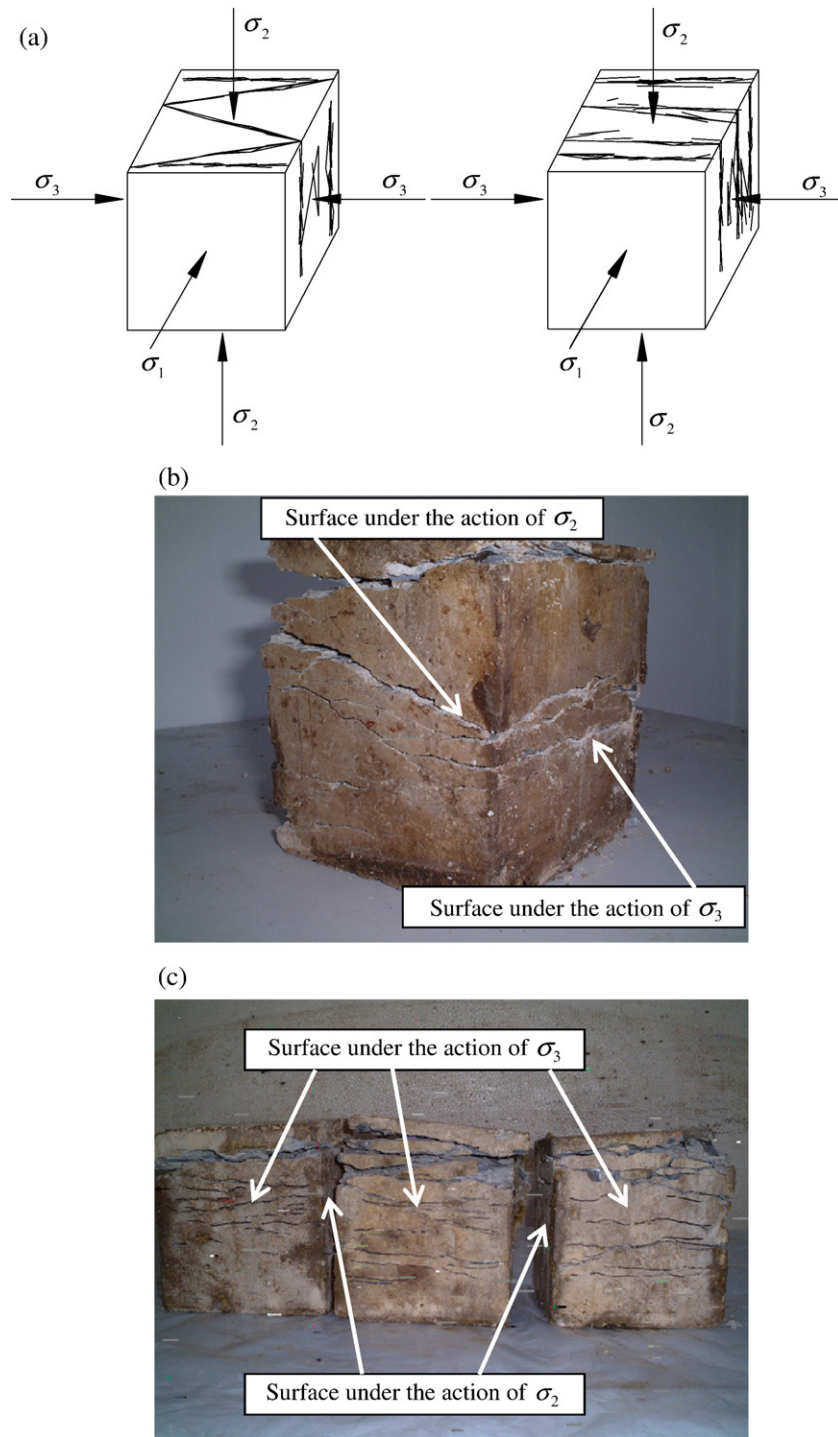 (a)
σ2
σ2
σ3
σ3
σ3
σ3
σ1
σ1
σ2
σ2
(b)
Surface under the action of σ2
Surface under the action of σ3
(c)
Surface under the action of σ3
Surface under the action of σ2